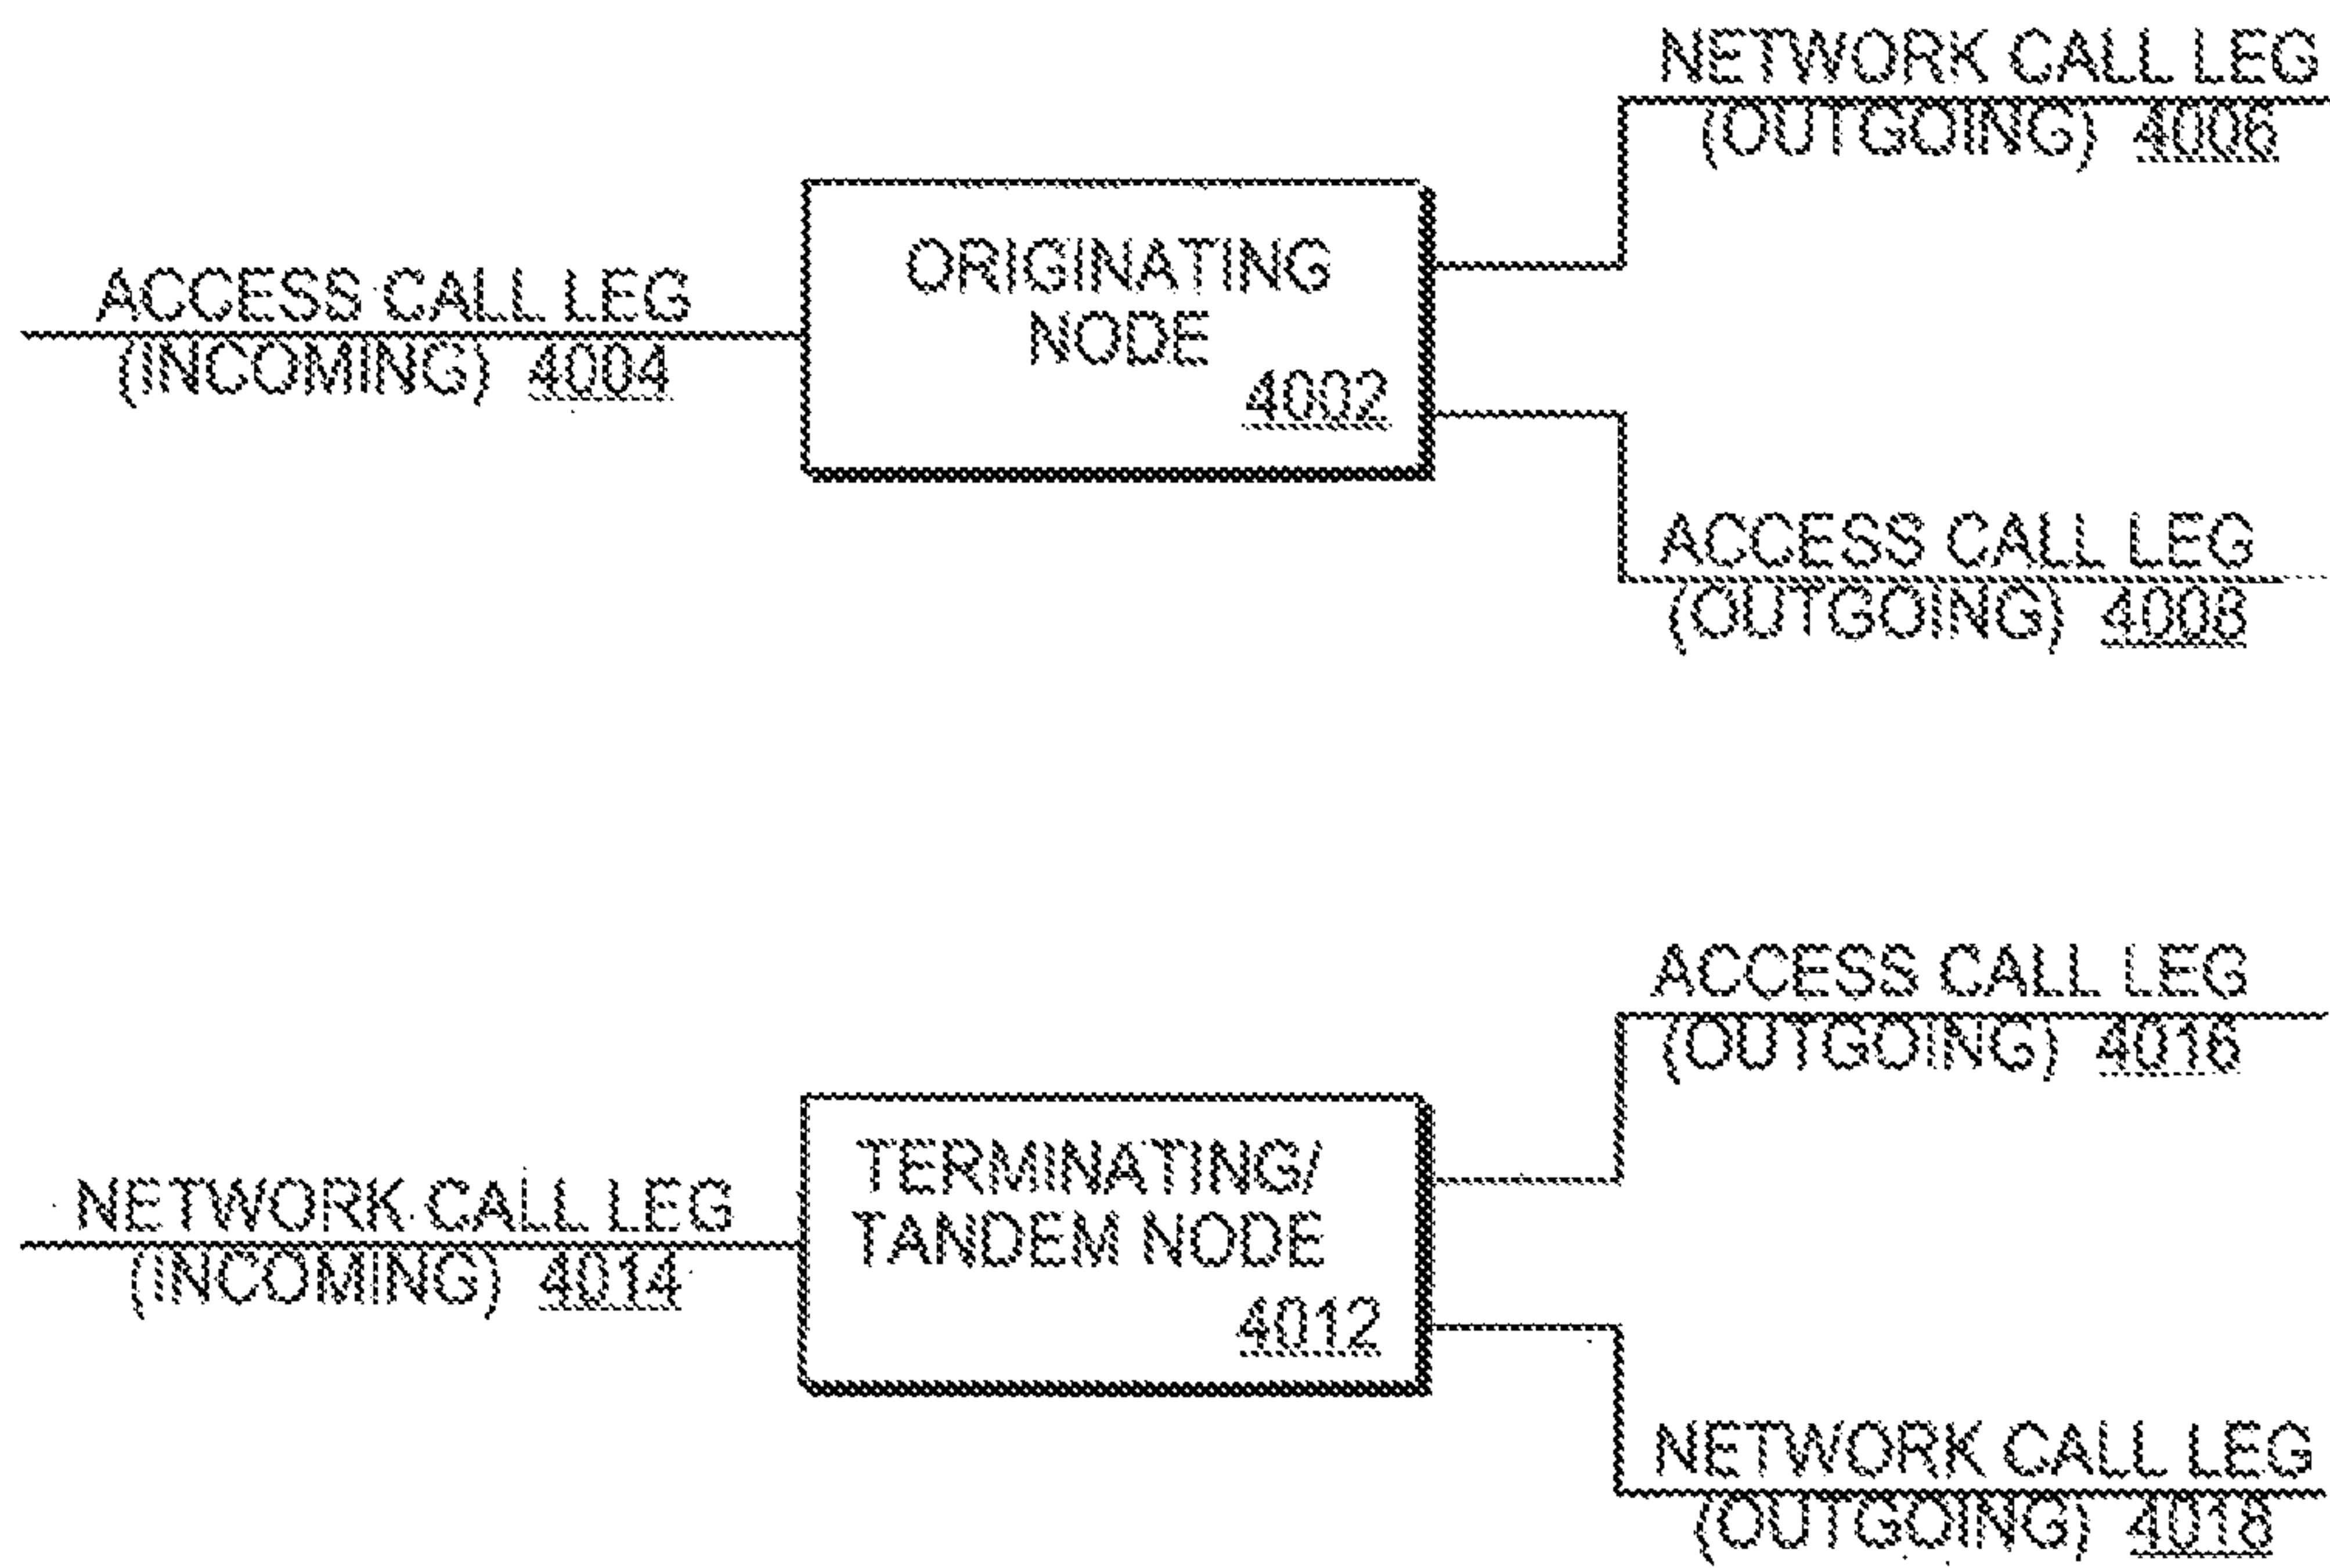 NETWORK CALL LEG
(OUTGOING) 4006
ORIGINATING
NODE
4002
ACCESS CALL LEG
(INCOMING) 4004
ACCESS CALL LEG
(OUTGOING) 4008
ACCESS CALL LEG
(OUTGOING) 4016
TERMINATING/
TANDEM NODE
4012
NETWORK CALL LEG
(INCOMING) 4014
NETWORK CALL LEG
(OUTGOING) 4018